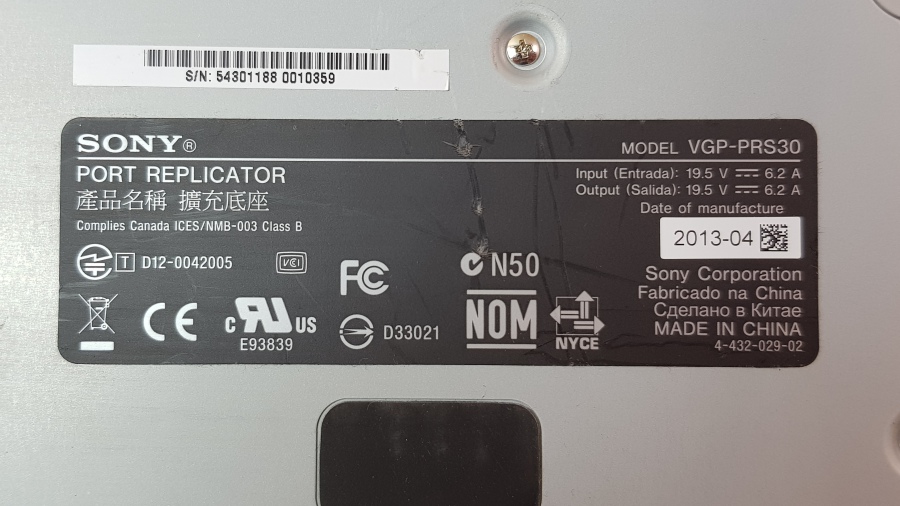 S/N: 54301188 0010359
SONY®
PORT REPLICATOR
產品名稱 擴充底座
Complies Canada ICES/NMB-003 Class B
T D12-0042005
VCI
FC
N50
CE
c RU US
E93839
D33021
NOM
NYCE
MODEL VGP-PRS30
Input (Entrada): 19.5 V ⎓ 6.2 A
Output (Salida): 19.5 V ⎓ 6.2 A
Date of manufacture
2013-04
Sony Corporation
Fabricado na China
Сделано в Китае
MADE IN CHINA
4-432-029-02